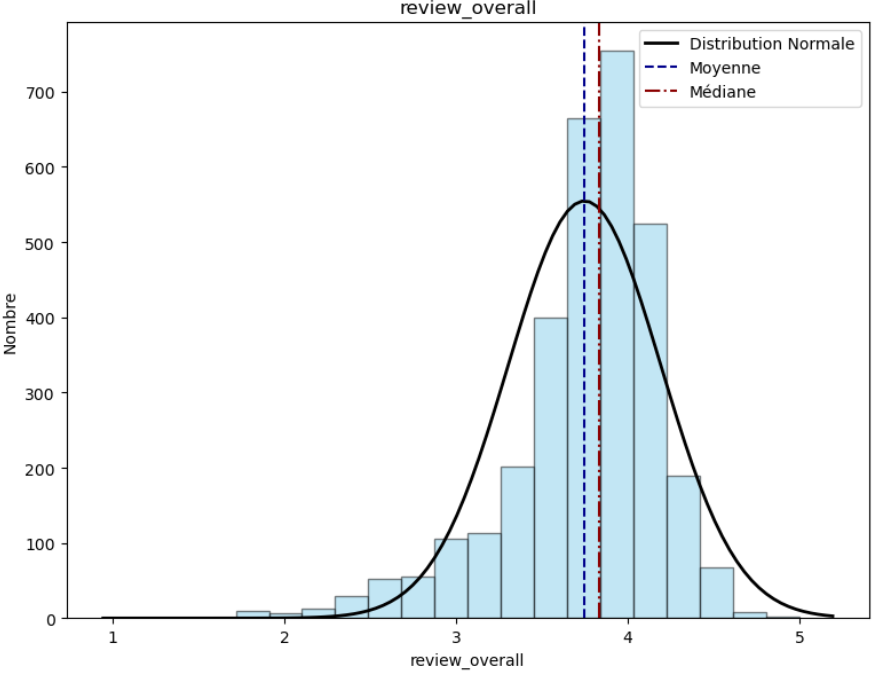 review_overall
Distribution Normale
Moyenne
Médiane
700
600
500
400
300
200
100
0
Nombre
1 2 3 4 5
review_overall